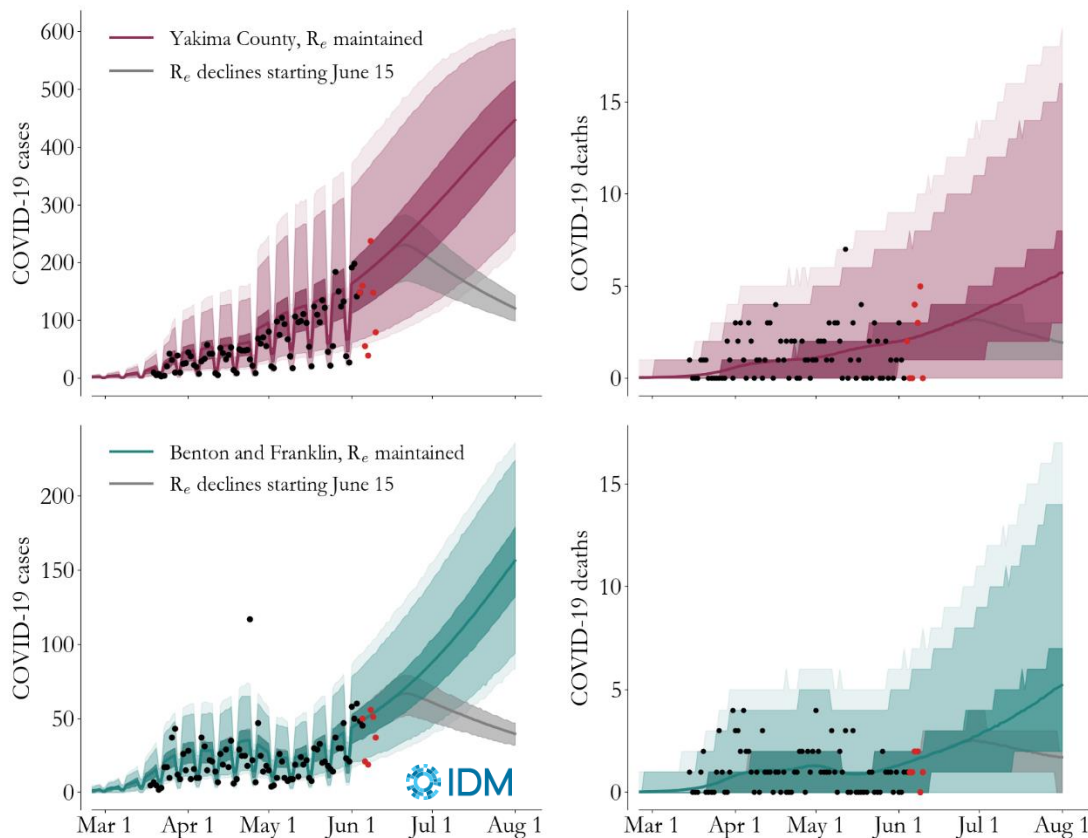 600
500
400
300
200
100
0
COVID-19 cases
Yakima County, Re maintained
Re declines starting June 15
15
10
5
0
COVID-19 deaths
200
150
100
50
0
COVID-19 cases
Benton and Franklin, Re maintained
Re declines starting June 15
IDM
Mar 1 Apr 1 May 1 Jun 1 Jul 1 Aug 1
15
10
5
0
COVID-19 deaths
Mar 1 Apr 1 May 1 Jun 1 Jul 1 Aug 1